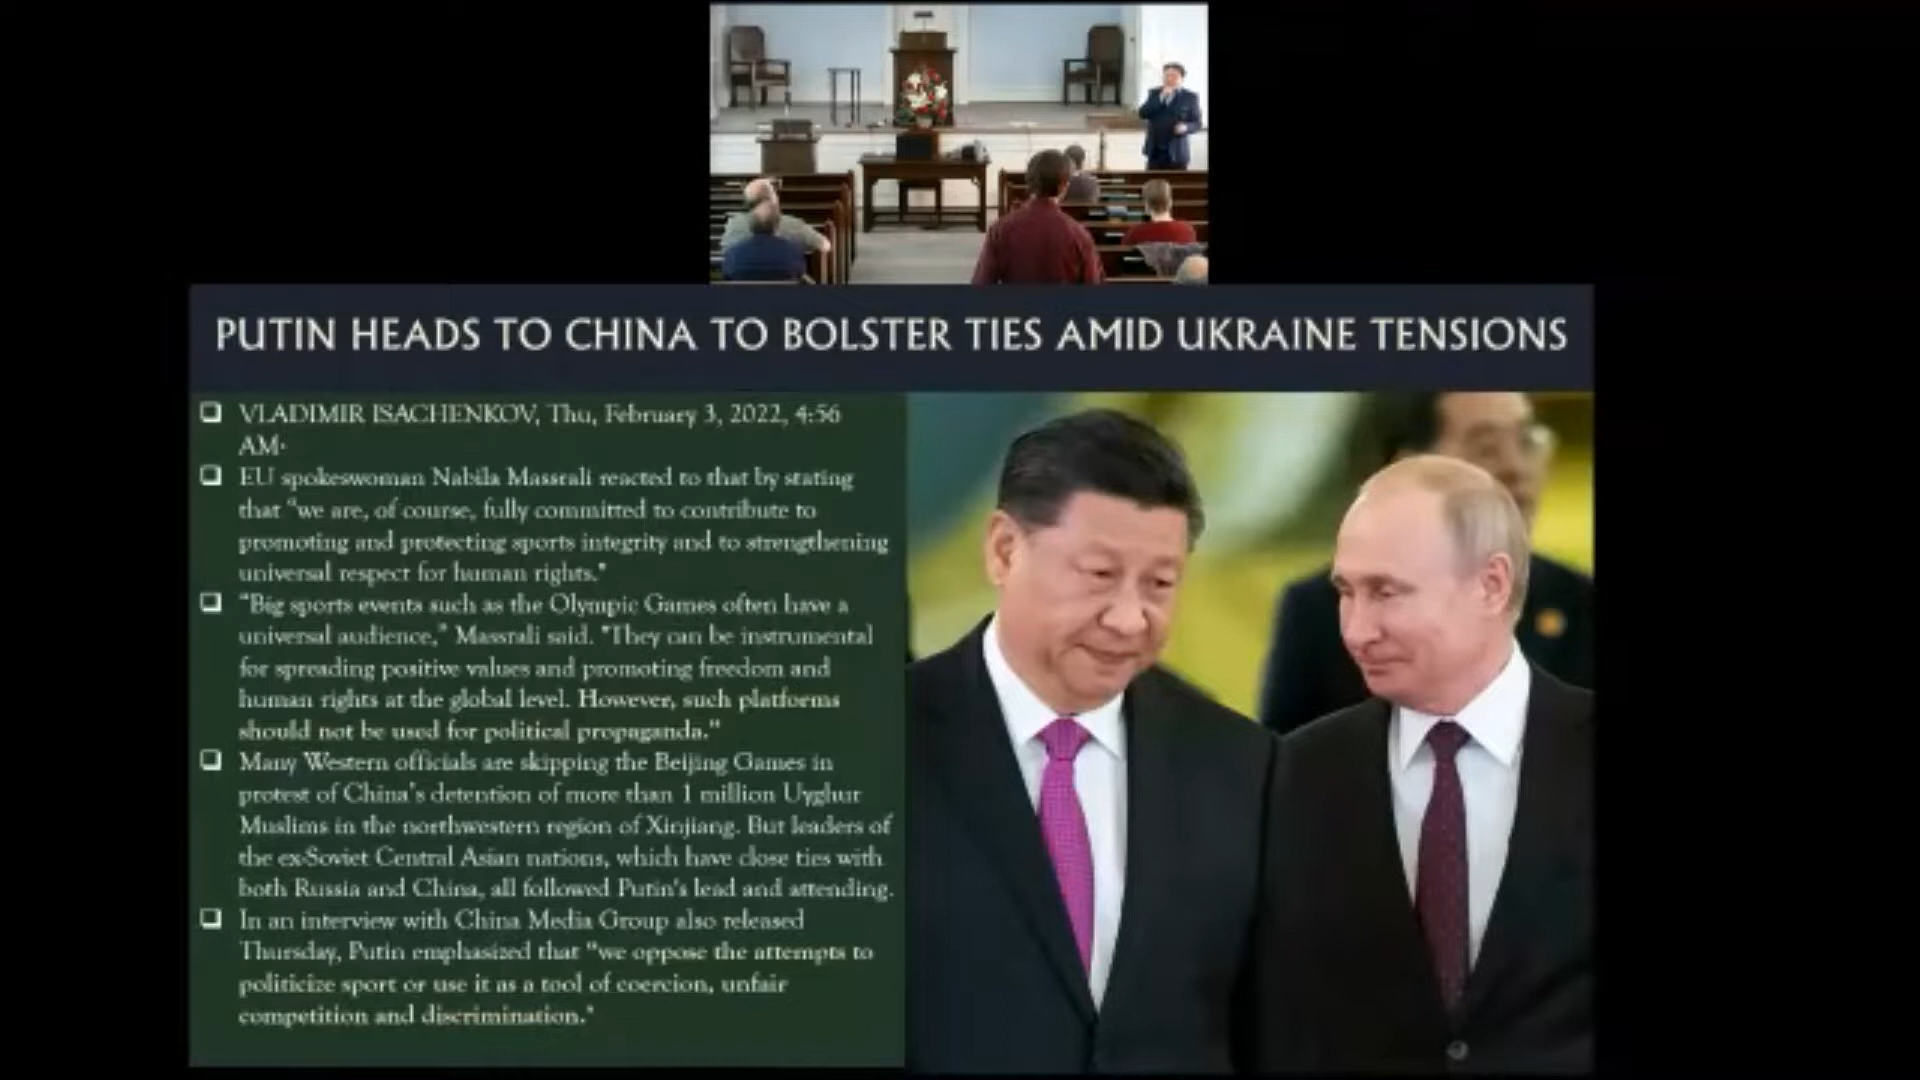 PUTIN HEADS TO CHINA TO BOLSTER TIES AMID UKRAINE TENSIONS
VLADIMIR ISACHENKOV, Thu, February 3, 2022, 4:56
AM·
EU spokeswoman Nabila Massrali reacted to that by stating
that "we are, of course, fully committed to contribute to
promoting and protecting sports integrity and to strengthening
universal respect for human rights."
"Big sports events such as the Olympic Games often have a
universal audience," Massrali said. "They can be instrumental
for spreading positive values and promoting freedom and
human rights at the global level. However, such platforms
should not be used for political propaganda."
Many Western officials are skipping the Beijing Games in
protest of China's detention of more than 1 million Uyghur
Muslims in the northwestern region of Xinjiang. But leaders of
the ex-Soviet Central Asian nations, which have close ties with
both Russia and China, all followed Putin's lead and attending.
In an interview with China Media Group also released
Thursday, Putin emphasized that "we oppose the attempts to
politicize sport or use it as a tool of coercion, unfair
competition and discrimination."